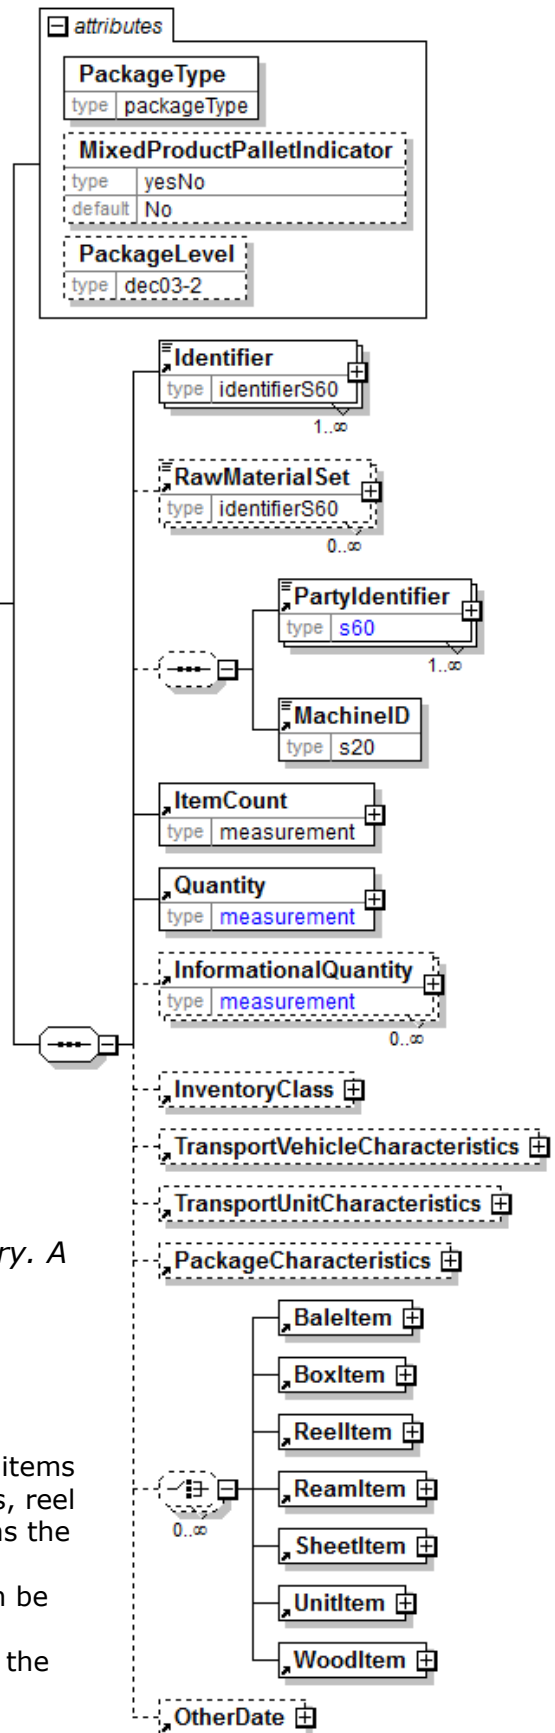 attributes
PackageType
type packageType
MixedProductPalletIndicator
type yesNo
default No
PackageLevel
type dec03-2
Identifier
type identifierS60
1..∞
RawMaterialSet
type identifierS60
0..∞
PartyIdentifier
type s60
1..∞
MachineID
type s20
ItemCount
type measurement
Quantity
type measurement
InformationalQuantity
type measurement
0..∞
InventoryClass
TransportVehicleCharacteristics
TransportUnitCharacteristics
ry. A
PackageCharacteristics
BaleItem
BoxItem
ReelItem
items
s, reel
ReamItem
0..∞
as the
SheetItem
n be
UnitItem
the
WoodItem
OtherDate